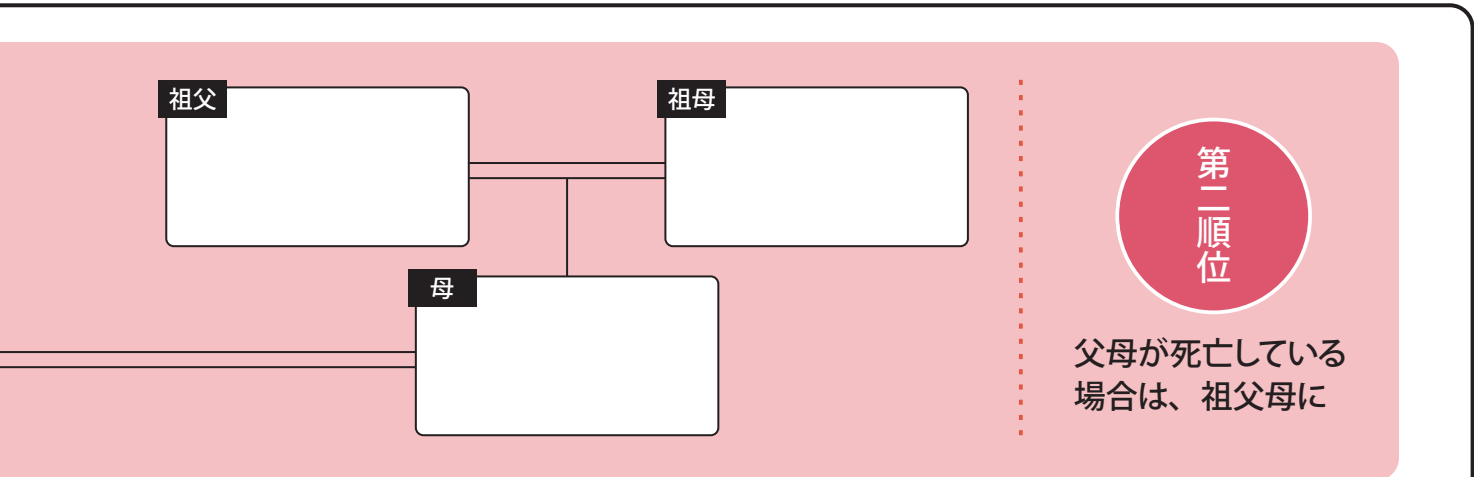 祖父
祖母
母
第二順位
父母が死亡している
場合は、祖父母に